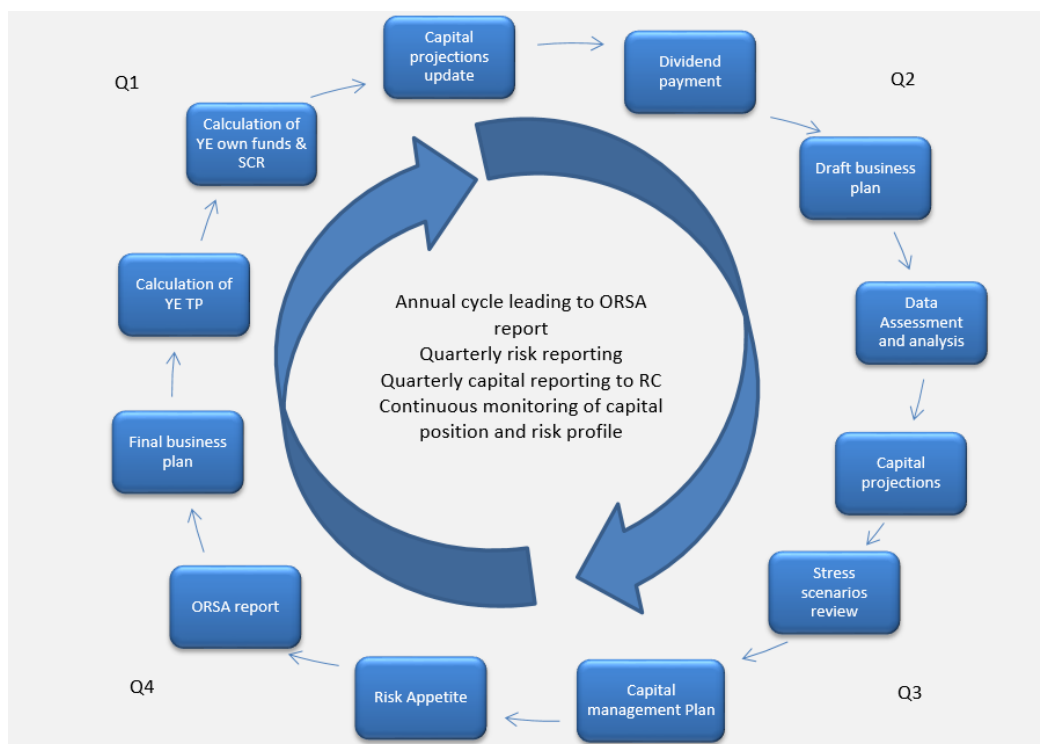 Q1
Capital
projections
update
Dividend
payment
Q2
Calculation of
YE own funds &
SCR
Draft business
plan
Calculation of
YE TP
Annual cycle leading to ORSA
report
Quarterly risk reporting
Quarterly capital reporting to RC
Continuous monitoring of capital
position and risk profile
Data
Assessment
and analysis
Final business
plan
Capital
projections
ORSA report
Stress
scenarios
review
Q4
Risk Appetite
Capital
management Plan
Q3